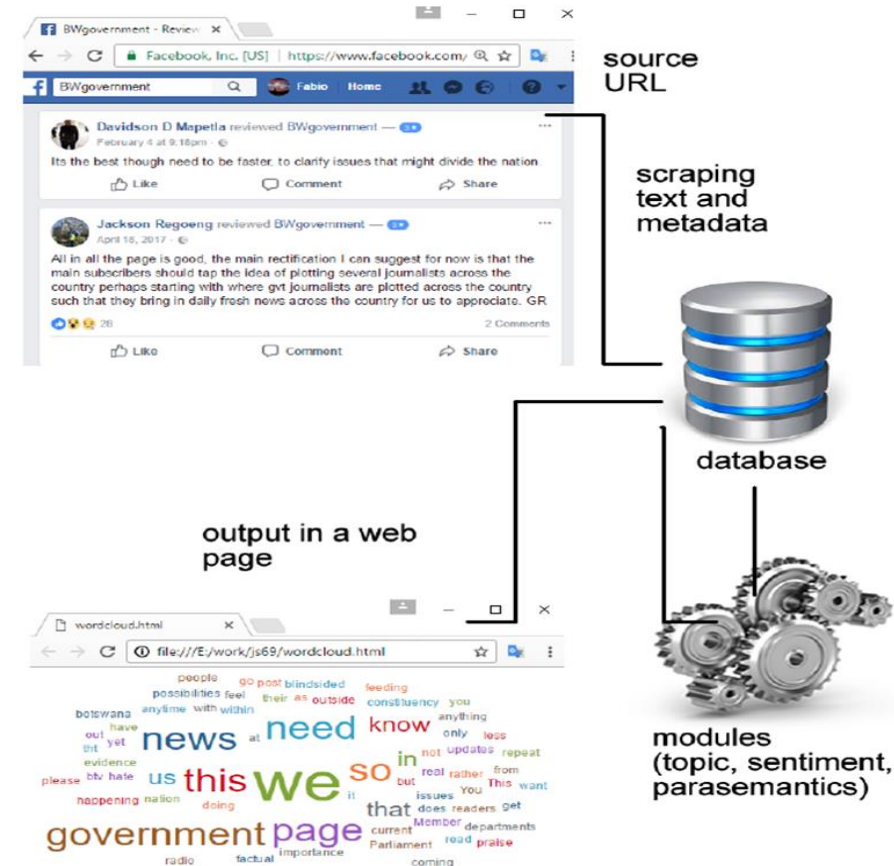 BWgovernment - Review
Facebook, Inc. [US] | https://www.facebook.com/
source
URL
BWgovernment
Fabio Home
Davidson D Mapetla reviewed BWgovernment —
February 4 at 9:18pm ·
Its the best though need to be faster, to clarify issues that might divide the nation
Like Comment Share
scraping
text and
metadata
Jackson Regoeng reviewed BWgovernment —
April 18, 2017 ·
All in all the page is good, the main rectification I can suggest for now is that the
main subscribers should tap the idea of plotting several journalists across the
country perhaps starting with where gvt journalists are plotted across the country
such that they bring in daily fresh news across the country for us to appreciate. GR
28 2 Comments
Like Comment Share
database
output in a web
page
wordcloud.html
file:///E:/work/js69/wordcloud.html
people go post blindsided feeding
possibilities feel their as outside constituency you
botswana anytime with within anything
out have news at need know only less
tht yet not updates repeat
evidence in real rather from
please btv hate us this we so but issues You This want
happening nation doing it that does readers get
government page current Member departments
importance Parliament read praise
radio factual coming
modules
(topic, sentiment,
parasemantics)